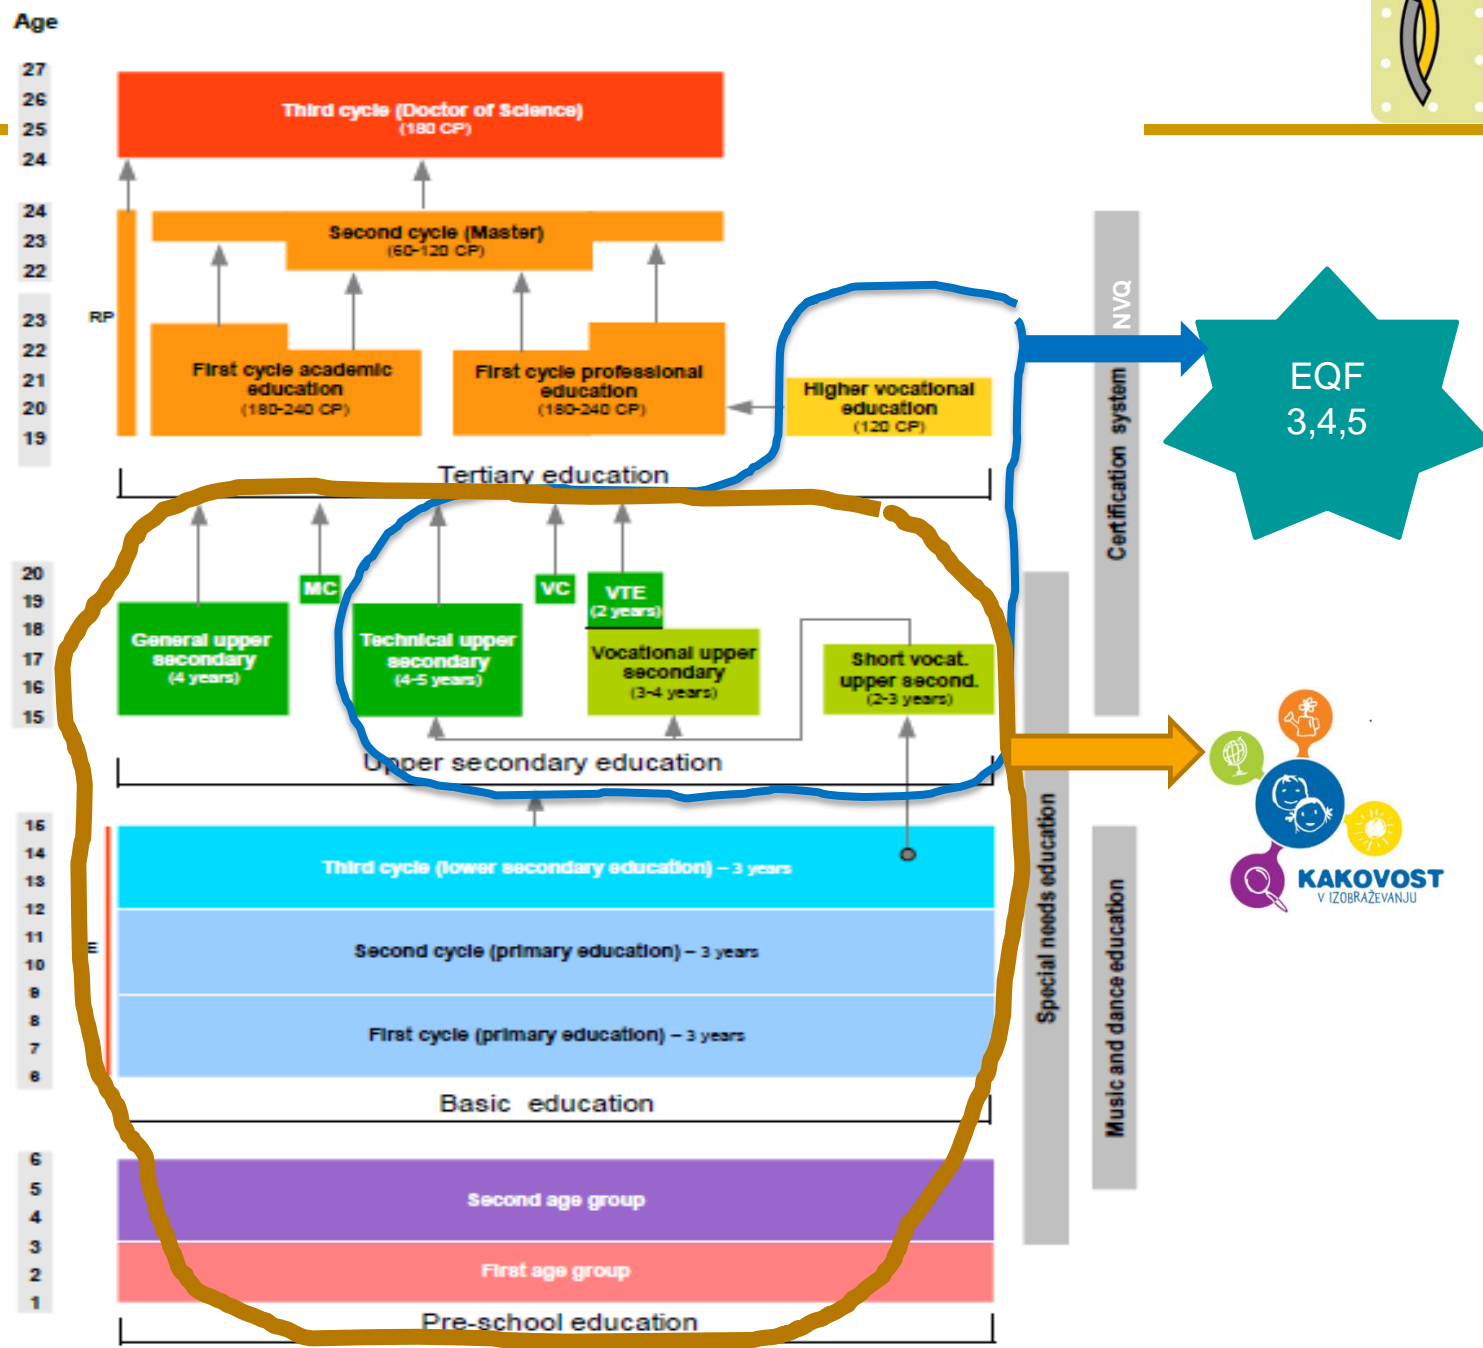 Age
27
26
25
24
Third cycle (Doctor of Science)
(180 CP)
24
23
22
Second cycle (Master)
(60-120 CP)
23
22
21
20
19
RP
First cycle academic
education
(180-240 CP)
First cycle professional
education
(180-240 CP)
Higher vocational
education
(120 CP)
Tertiary education
20
19
18
17
16
15
MC
VC
VTE
(2 years)
General upper
secondary
(4 years)
Technical upper
secondary
(4-5 years)
Vocational upper
secondary
(3-4 years)
Short vocat.
upper second.
(2-3 years)
Upper secondary education
15
14
13
12
11
10
9
8
7
6
E
Third cycle (lower secondary education) – 3 years
Second cycle (primary education) – 3 years
First cycle (primary education) – 3 years
Basic education
6
5
4
3
2
1
Second age group
First age group
Pre-school education
Special needs education
Certification system NVQ
Music and dance education
EQF
3,4,5
KAKOVOST
V IZOBRAŽEVANJU